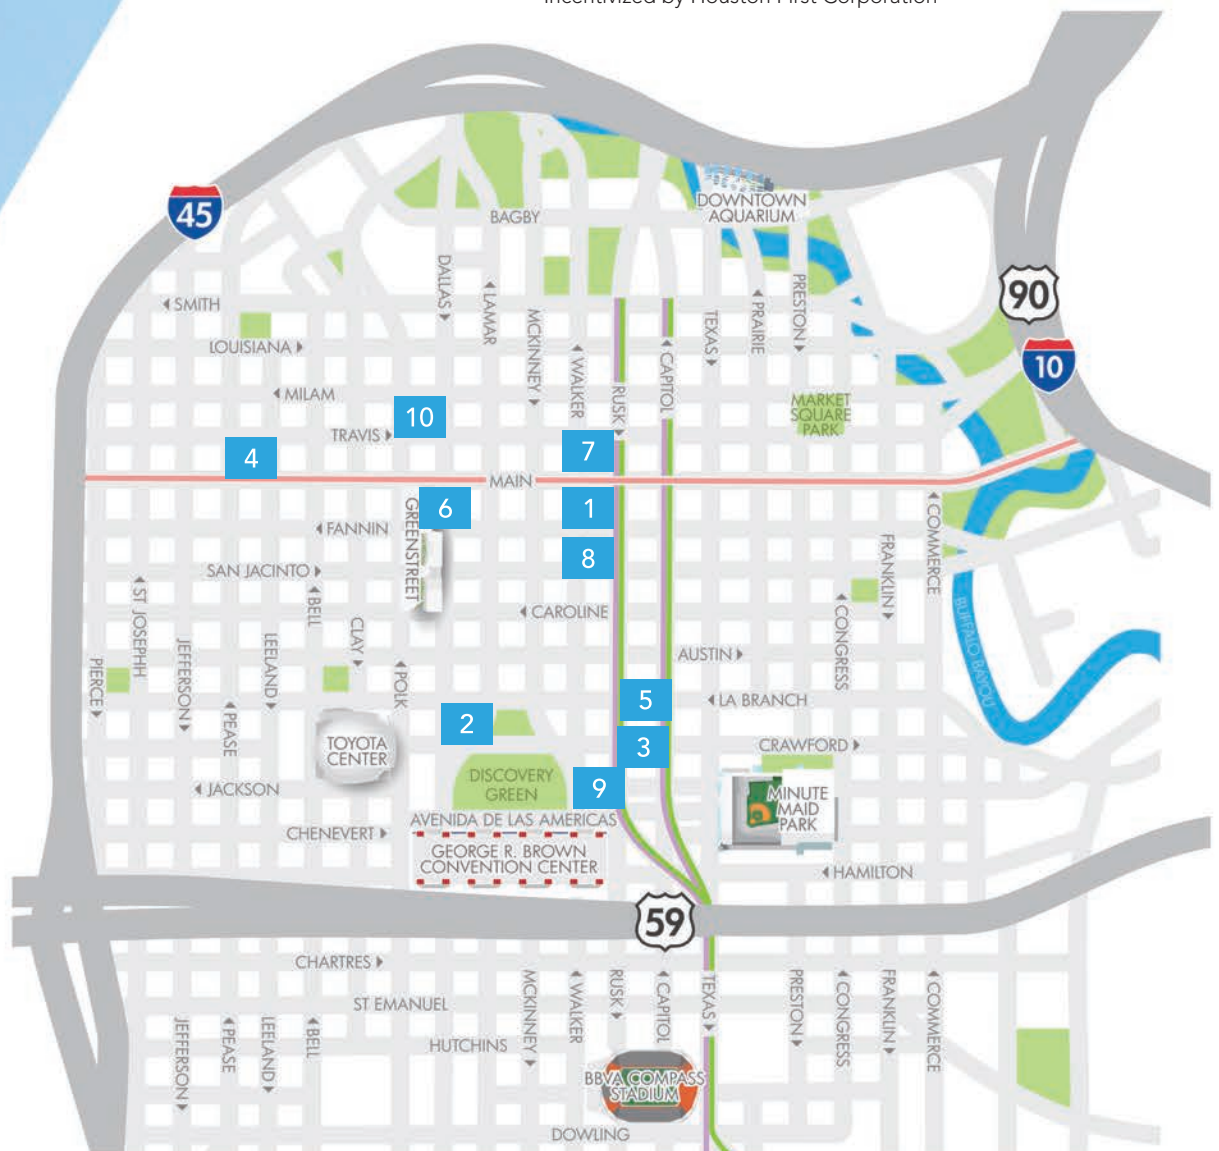 Incentivized by Houston First Corporation
DOWNTOWN
AQUARIUM
45
BAGBY
90
SMITH
DALLAS
LAMAR
MCKINNEY
WALKER
RUSK
CAPITOL
TEXAS
PRAIRIE
PRESTON
LOUISIANA
10
MILAM
MARKET
SQUARE
PARK
TRAVIS
10
4
7
MAIN
6
1
GREENSTREET
FANNIN
COMMERCE
8
FRANKLIN
SAN JACINTO
ST JOSEPHH
BELL
CAROLINE
CONGRESS
BUFFALO BAYOU
CLAY
LEELAND
JEFFERSON
PIERCE
POLK
AUSTIN
PEASE
5
LA BRANCH
2
TOYOTA
CENTER
3
CRAWFORD
DISCOVERY
GREEN
9
JACKSON
MINUTE
MAID
PARK
AVENIDA DE LAS AMERICAS
CHENEVERT
GEORGE R. BROWN
CONVENTION CENTER
HAMILTON
59
CHARTRES
ST EMANUEL
MCKINNEY
WALKER
RUSK
CAPITOL
TEXAS
PRESTON
CONGRESS
FRANKLIN
COMMERCE
JEFFERSON
PEASE
LEELAND
BELL
HUTCHINS
BBVA COMPASS
STADIUM
DOWLING